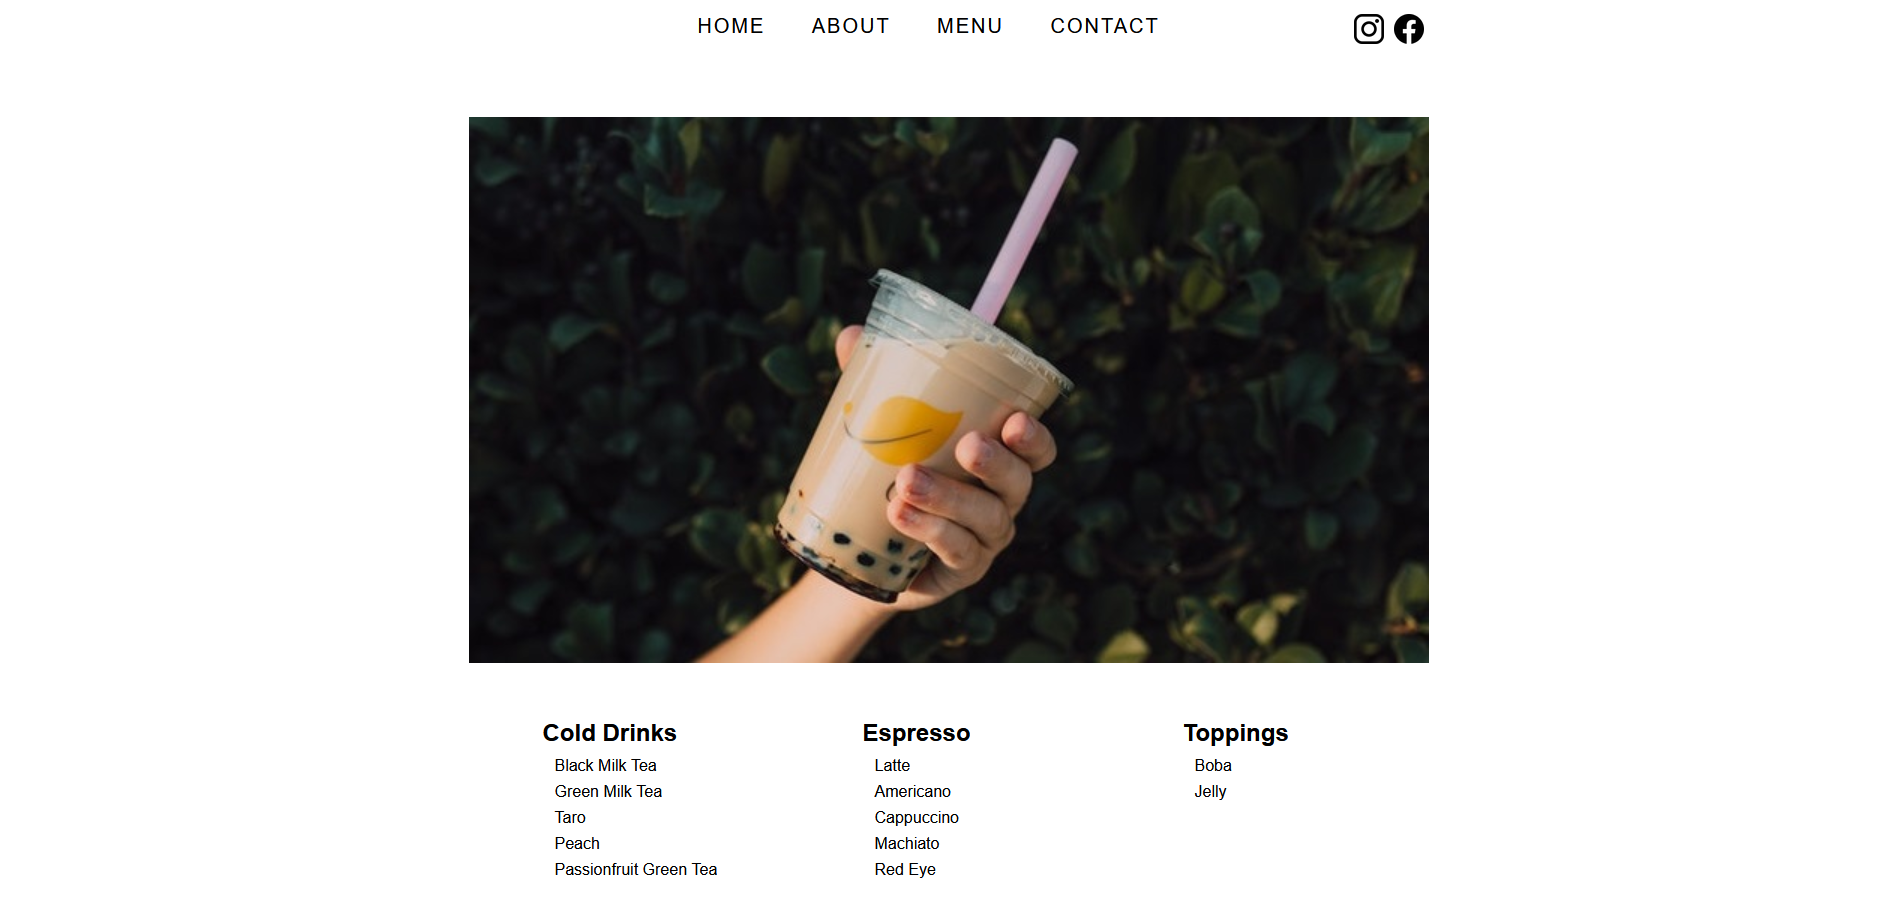 HOME ABOUT MENU CONTACT
Cold Drinks
Black Milk Tea
Green Milk Tea
Taro
Peach
Passionfruit Green Tea
Espresso
Latte
Americano
Cappuccino
Machiato
Red Eye
Toppings
Boba
Jelly